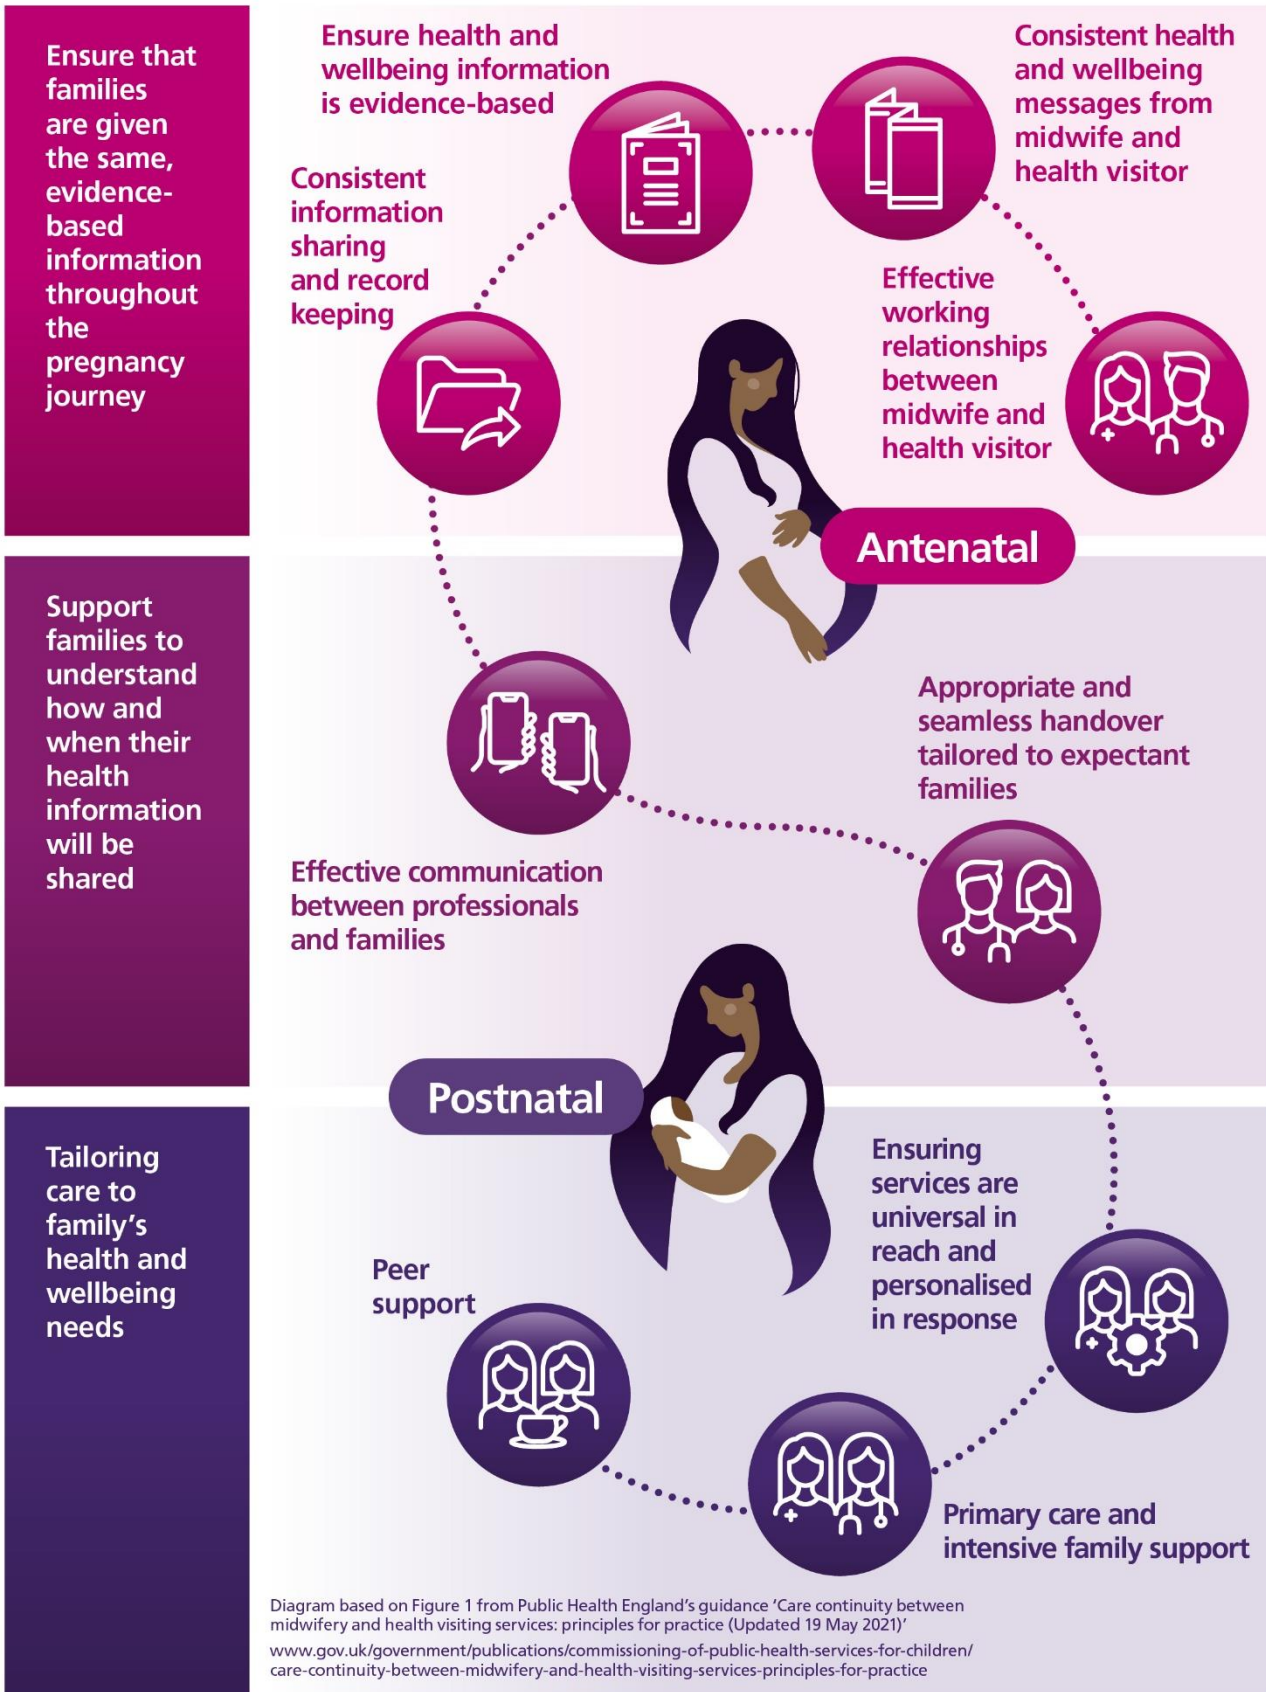 Ensure that
families
are given
the same,
evidence-
based
information
throughout
the
pregnancy
journey
Ensure health and
wellbeing information
is evidence-based
Consistent health
and wellbeing
messages from
midwife and
health visitor
Consistent
information
sharing
and record
keeping
Effective
working
relationships
between
midwife and
health visitor
Antenatal
Support
families to
understand
how and
when their
health
information
will be
shared
Appropriate and
seamless handover
tailored to expectant
families
Effective communication
between professionals
and families
Postnatal
Tailoring
care to
family’s
health and
wellbeing
needs
Ensuring
services are
universal in
reach and
personalised
in response
Peer
support
Primary care and
intensive family support
Diagram based on Figure 1 from Public Health England’s guidance ‘Care continuity between
midwifery and health visiting services: principles for practice (Updated 19 May 2021)’
www.gov.uk/government/publications/commissioning-of-public-health-services-for-children/
care-continuity-between-midwifery-and-health-visiting-services-principles-for-practice